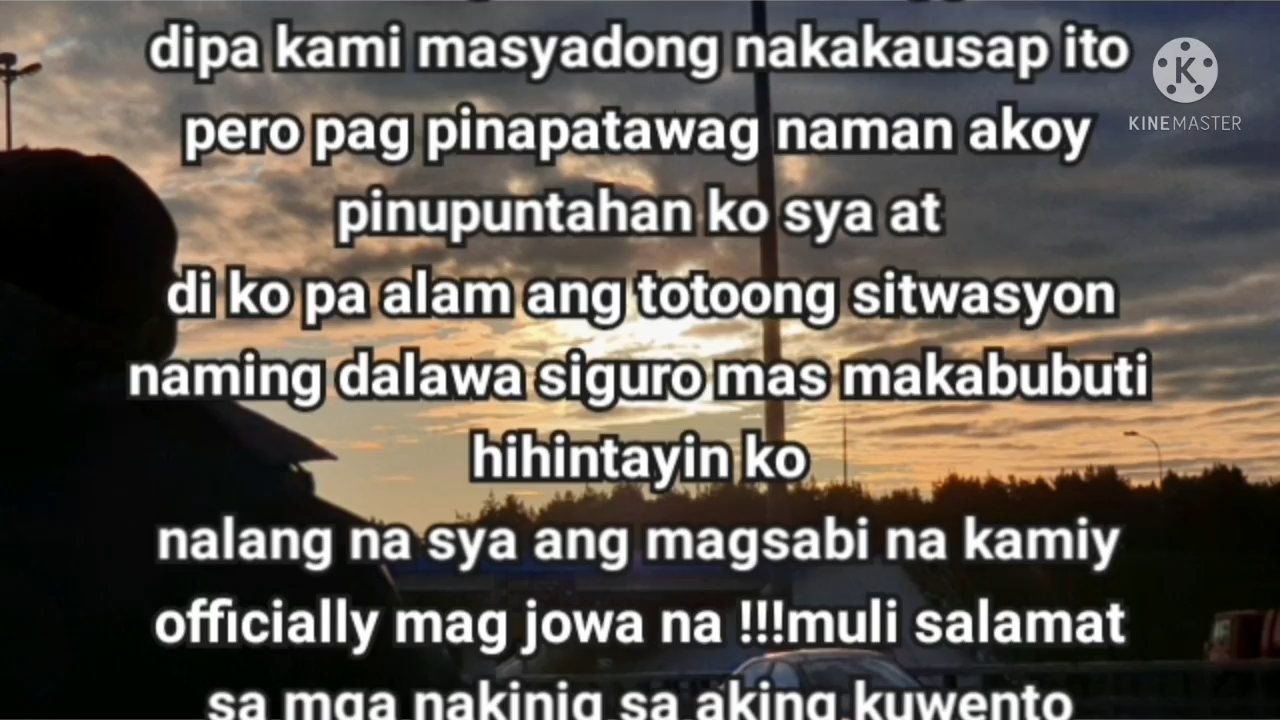 dipa kami masyadong nakakausap ito
pero pag pinapatawag naman akoy
pinupuntahan ko sya at
di ko pa alam ang totoong sitwasyon
naming dalawa siguro mas makabubuti
hihintayin ko
nalang na sya ang magsabi na kamiy
officially mag jowa na !!!muli salamat
sa mga nakinig sa aking kuwento
K
KINEMASTER